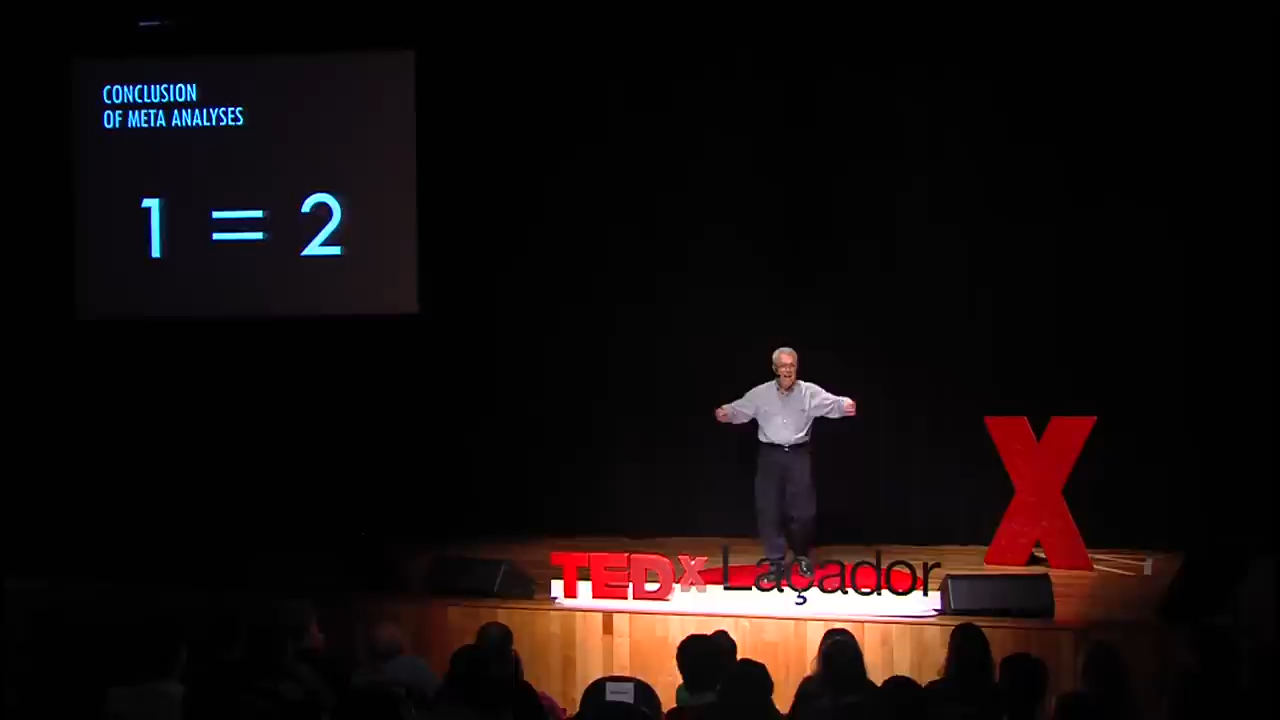 CONCLUSION
OF META ANALYSES
1 = 2
X
TEDx Laçador